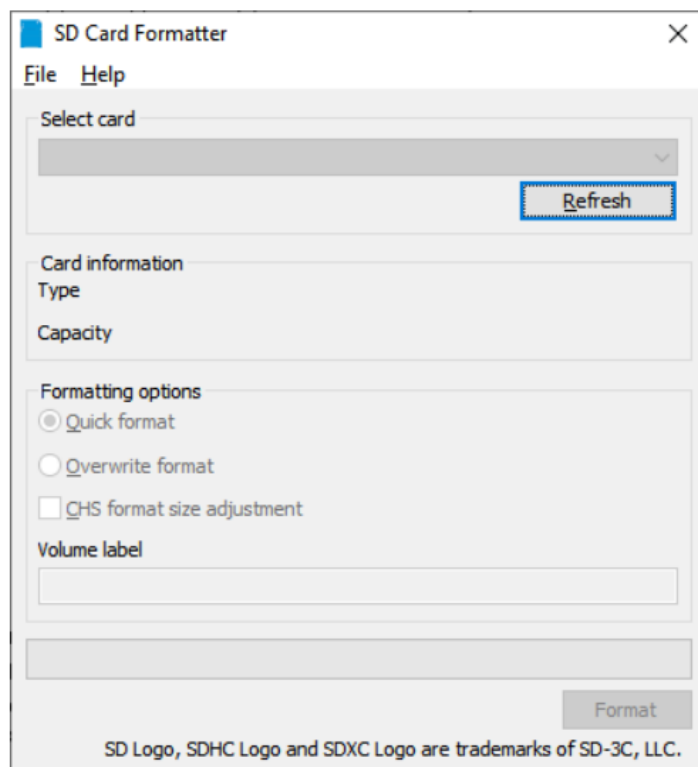 SD Card Formatter
File Help
Select card
Refresh
Card information
Type
Capacity
Formatting options
Quick format
Overwrite format
CHS format size adjustment
Volume label
Format
SD Logo, SDHC Logo and SDXC Logo are trademarks of SD-3C, LLC.